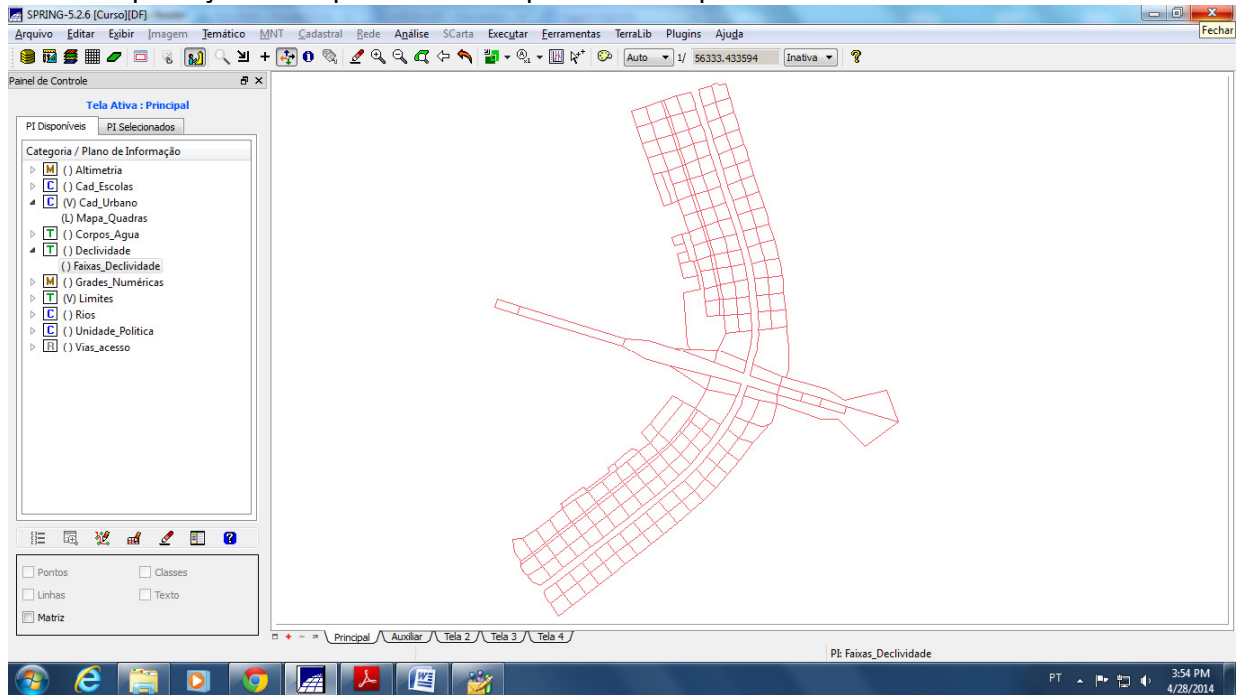 SPRING-5.2.6 [Curso][DF]
Fechar
Arquivo Editar Exibir Imagem Temático MNT Cadastral Rede Análise SCarta Executar Ferramentas TerraLib Plugins Ajuda
Auto 1/ 56333.433594 Inativa
Painel de Controle
Tela Ativa : Principal
PI Disponíveis PI Selecionados
Categoria / Plano de Informação
M () Altimetria
C () Cad_Escolas
C (V) Cad_Urbano
(L) Mapa_Quadras
T () Corpos_Agua
T () Declividade
() Faixas_Declividade
M () Grades_Numéricas
T (V) Limites
C () Rios
C () Unidade_Politica
R () Vias_acesso
Pontos Classes
Linhas Texto
Matriz
Principal Auxiliar Tela 2 Tela 3 Tela 4
PI: Faixas_Declividade
PT 3:54 PM
4/28/2014